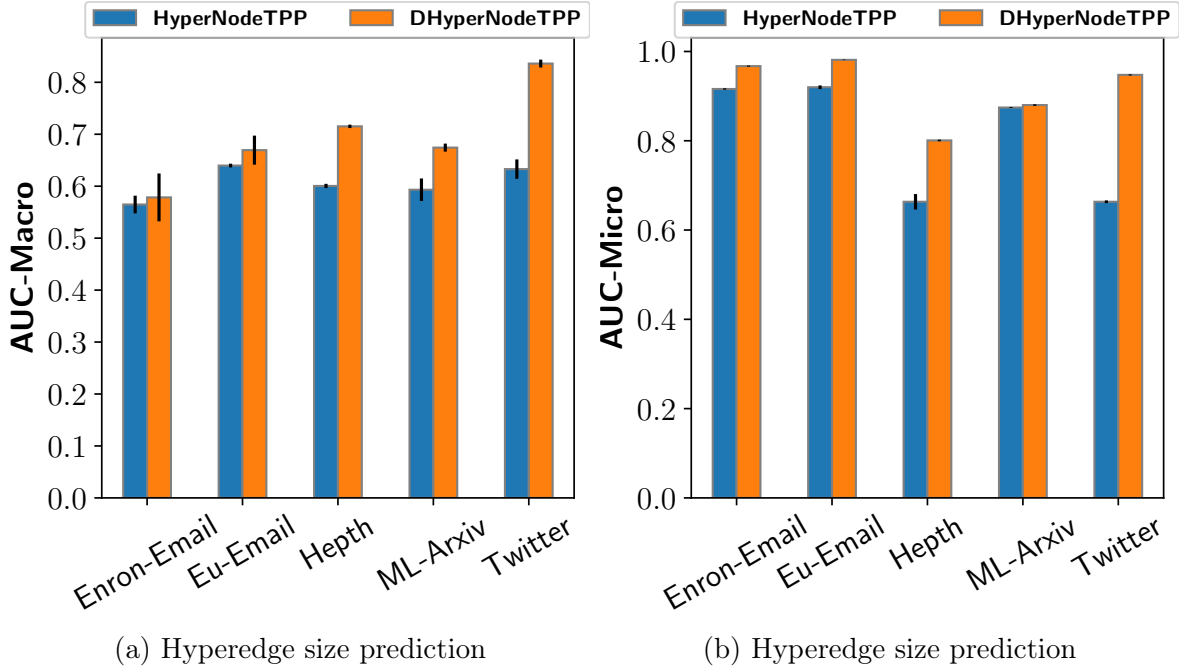 HyperNodeTPP DHyperNodeTPP
AUC-Macro
0.8
0.7
0.6
0.5
0.4
0.3
0.2
0.1
0.0
Enron-Email
Eu-Email
Hepth
ML-Arxiv
Twitter
(a) Hyperedge size prediction
HyperNodeTPP DHyperNodeTPP
AUC-Micro
1.0
0.8
0.6
0.4
0.2
0.0
Enron-Email
Eu-Email
Hepth
ML-Arxiv
Twitter
(b) Hyperedge size prediction